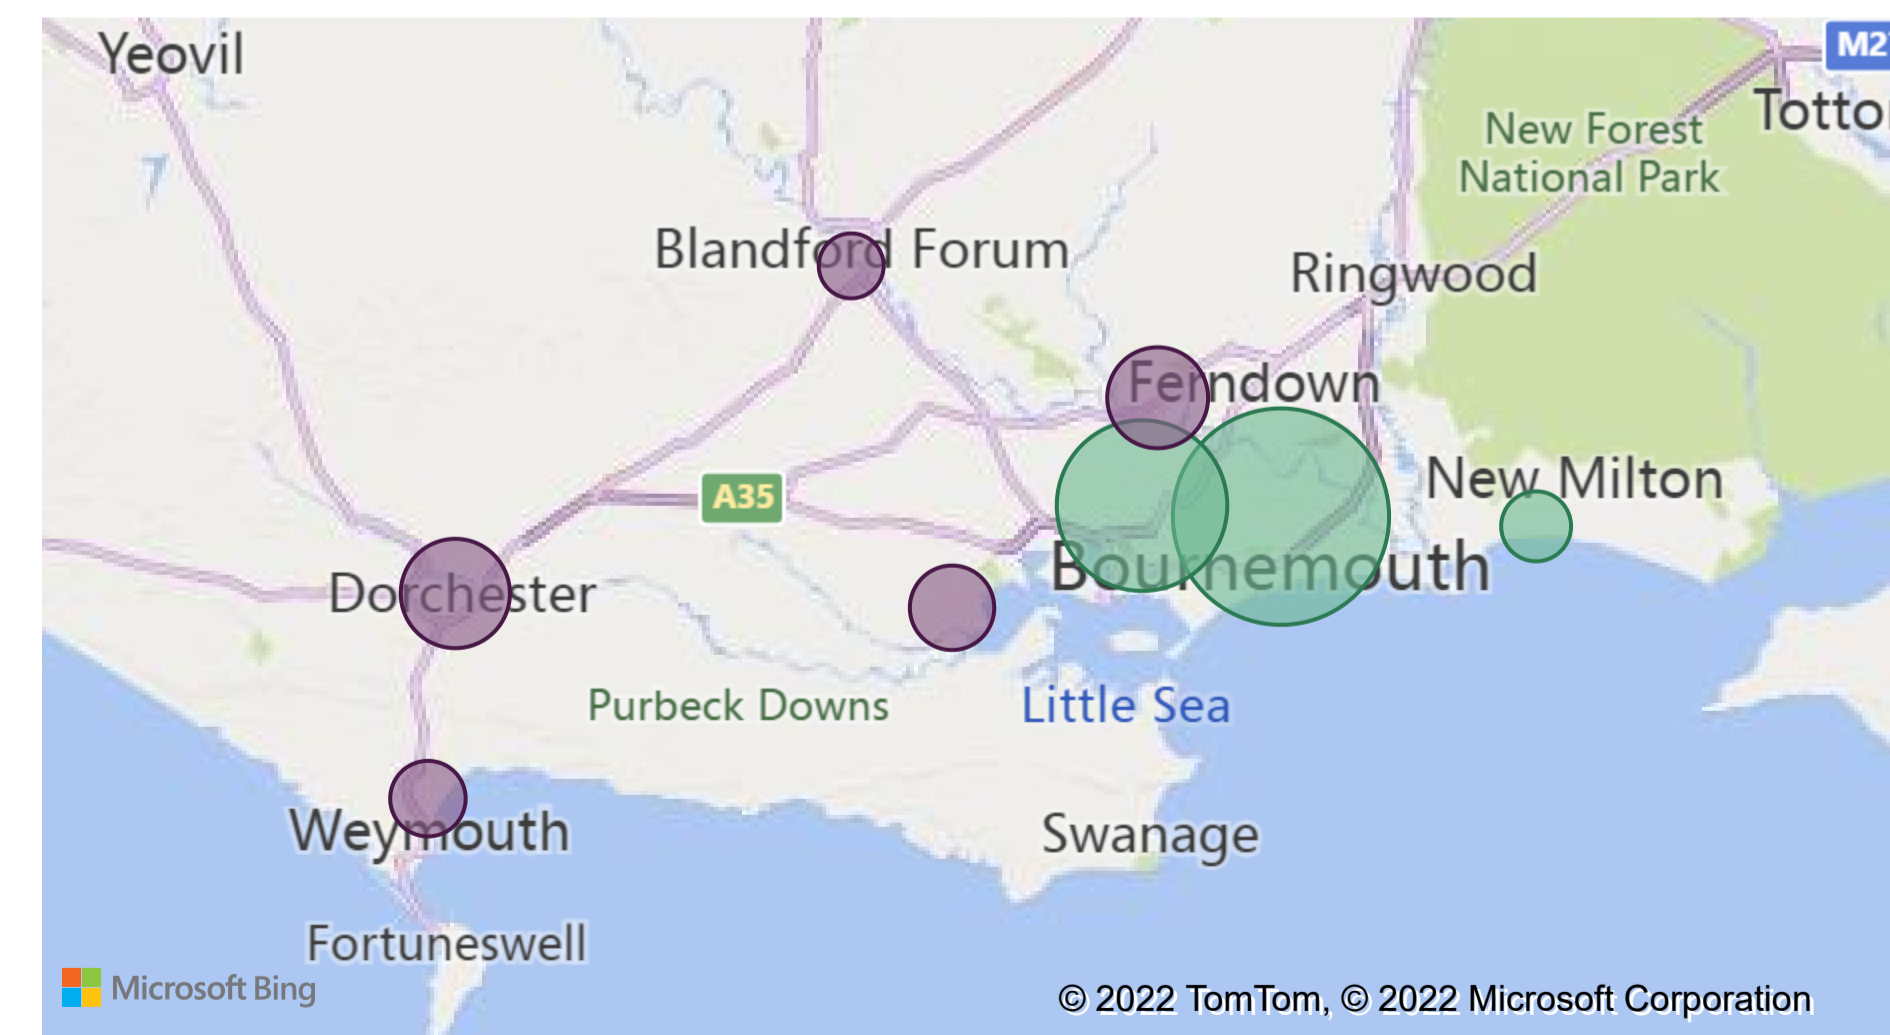 Yeovil
M2
Totto
New Forest
National Park
Blandford Forum
Ringwood
Ferndown
A35
New Milton
Bournemouth
Dorchester
Purbeck Downs
Little Sea
Weymouth
Swanage
Fortuneswell
Microsoft Bing
© 2022 TomTom, © 2022 Microsoft Corporation